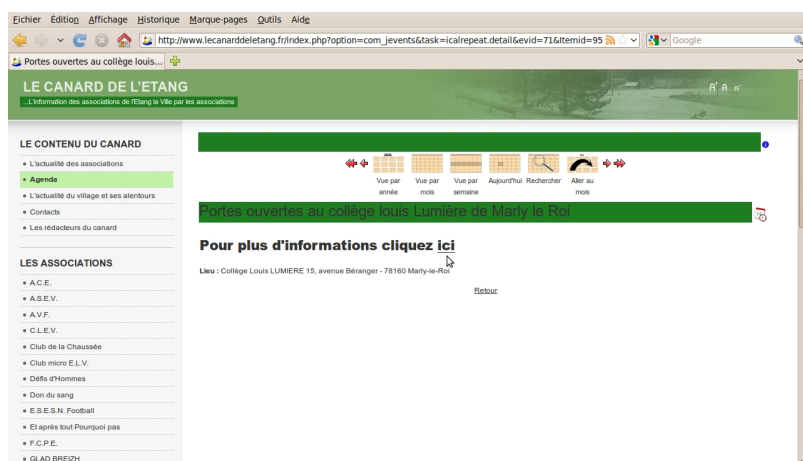 Fichier Édition Affichage Historique Marque-pages Outils Aide
http://www.lecanarddeletang.fr/index.php?option=com_jevents&task=icalrepeat.detail&evid=71&Itemid=95
Google
Portes ouvertes au collège louis...
LE CANARD DE L'ETANG
...L'information des associations de l'Etang la Ville par les associations
A+ A A-
LE CONTENU DU CANARD
L'actualité des associations
Agenda
L'actualité du village et ses alentours
Contacts
Les rédacteurs du canard
LES ASSOCIATIONS
A.C.E.
A.S.E.V.
A.V.F.
C.L.E.V.
Club de la Chaussée
Club micro E.L.V.
Défis d'Hommes
Don du sang
E.S.E.S.N. Football
Et après tout Pourquoi pas
F.C.P.E.
GLAD BREIZH
Vue par année
Vue par mois
Vue par semaine
Aujourd'hui
Rechercher
Aller au mois
Portes ouvertes au collège louis Lumière de Marly le Roi
Pour plus d'informations cliquez ici
Lieu : Collège Louis LUMIERE 15, avenue Béranger - 78160 Marly-le-Roi
Retour